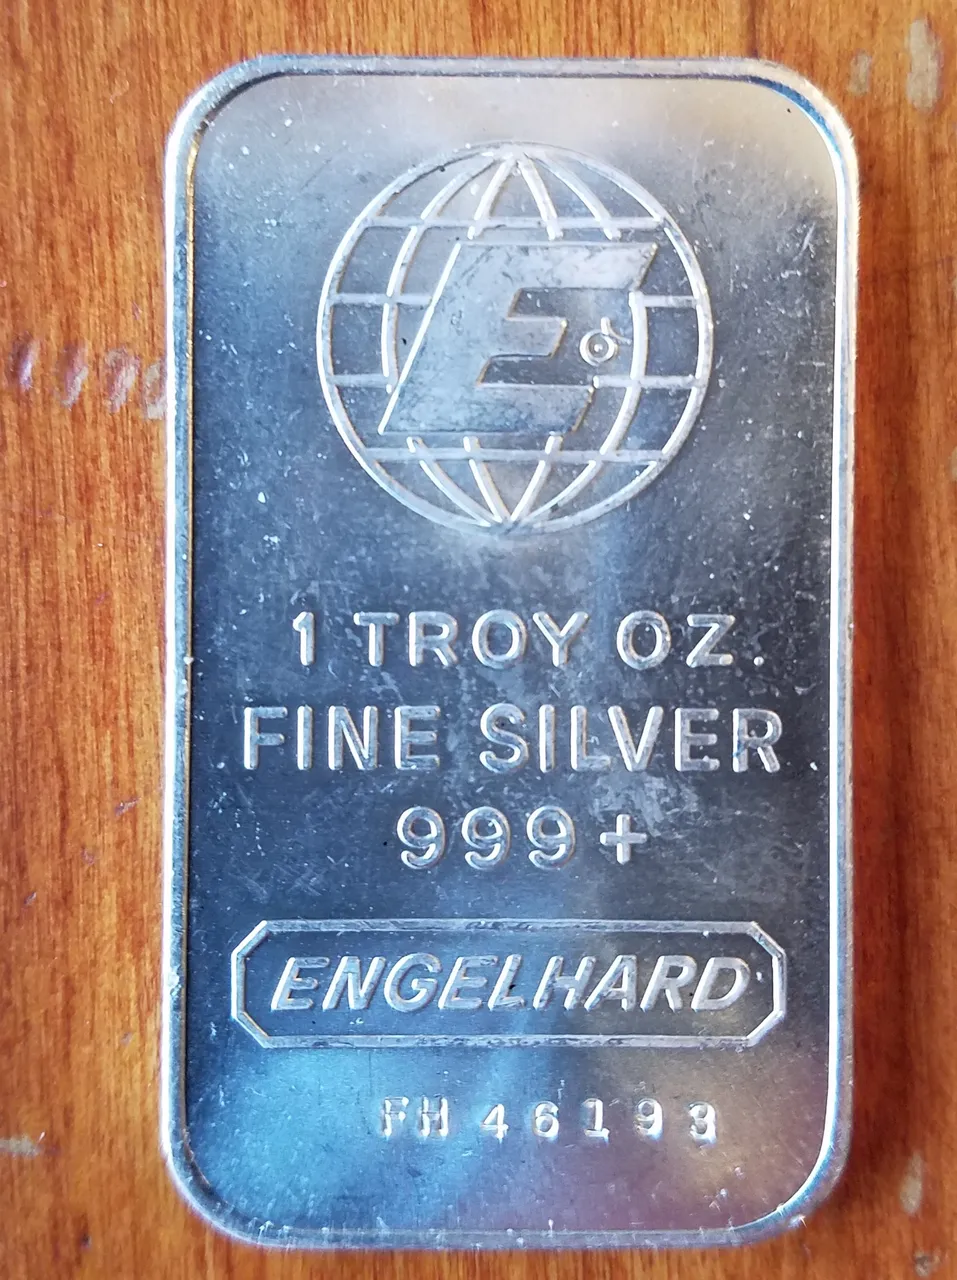 E
1 TROY OZ.
FINE SILVER
999+
ENGELHARD
FH 46193